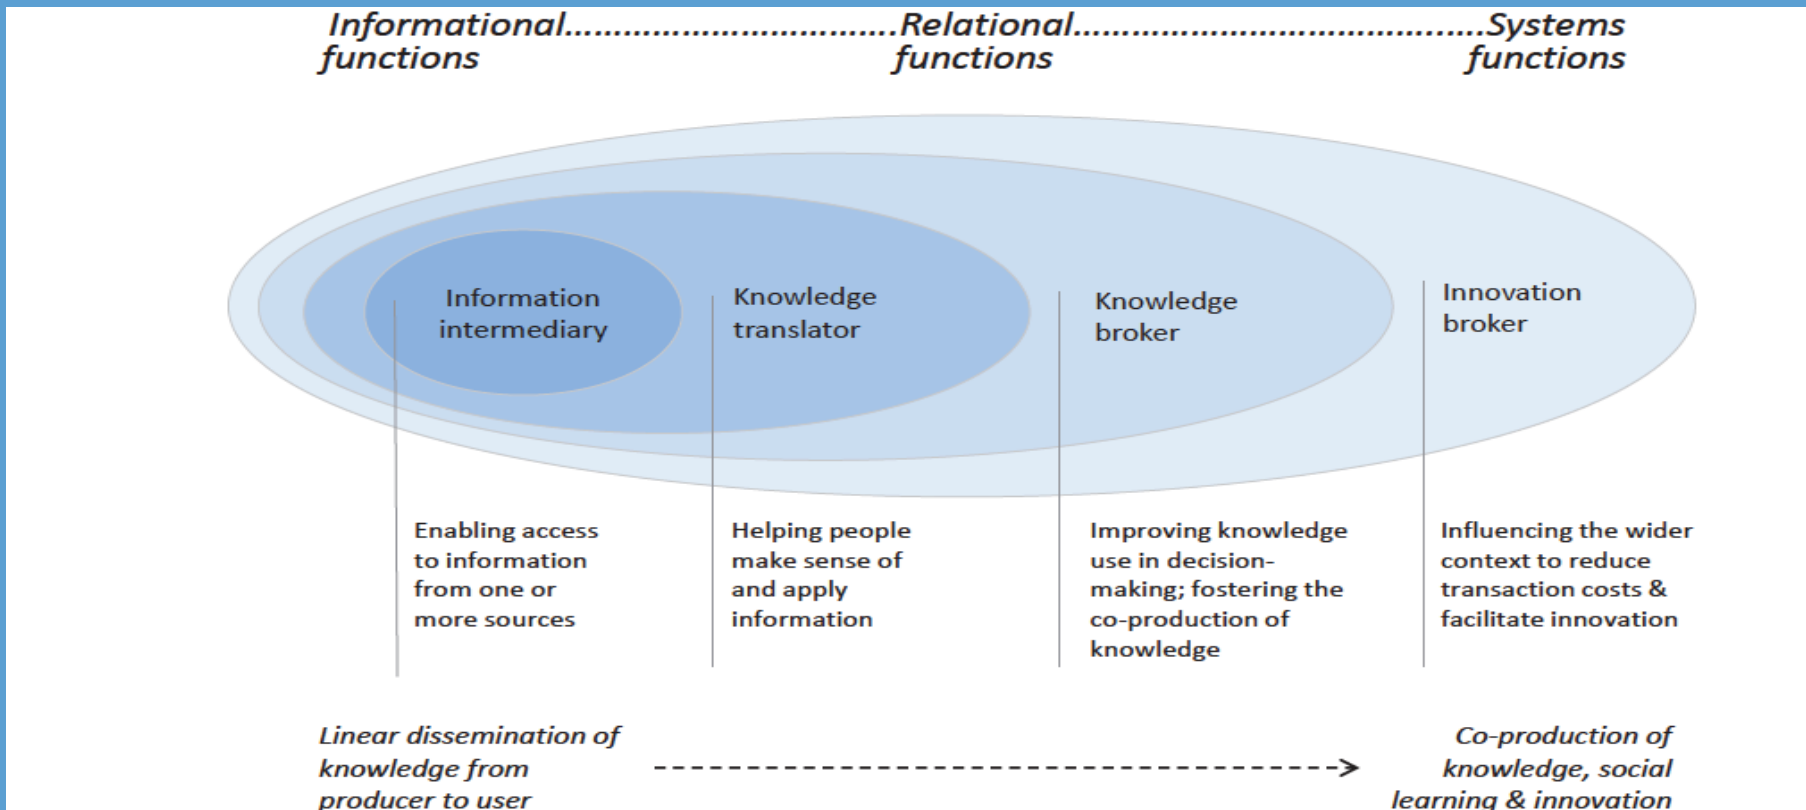 Informational……………………………….Relational…………………………………..….Systems
functions functions functions
Information
intermediary
Knowledge
translator
Knowledge
broker
Innovation
broker
Enabling access
to information
from one or
more sources
Helping people
make sense of
and apply
information
Improving knowledge
use in decision-
making; fostering the
co-production of
knowledge
Influencing the wider
context to reduce
transaction costs &
facilitate innovation
Linear dissemination of
knowledge from
producer to user
Co-production of
knowledge, social
learning & innovation